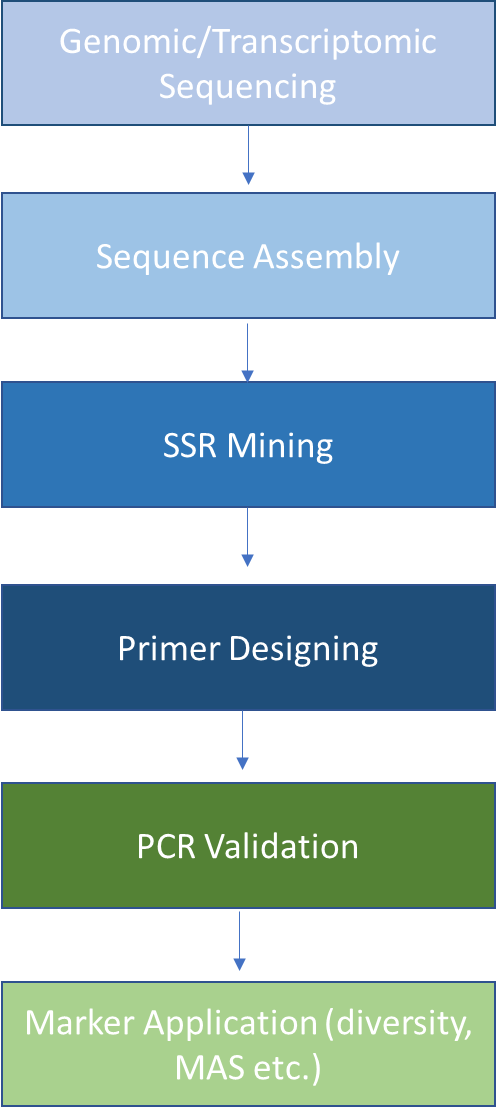 Genomic/Transcriptomic
Sequencing
Sequence Assembly
SSR Mining
Primer Designing
PCR Validation
Marker Application (diversity,
MAS etc.)